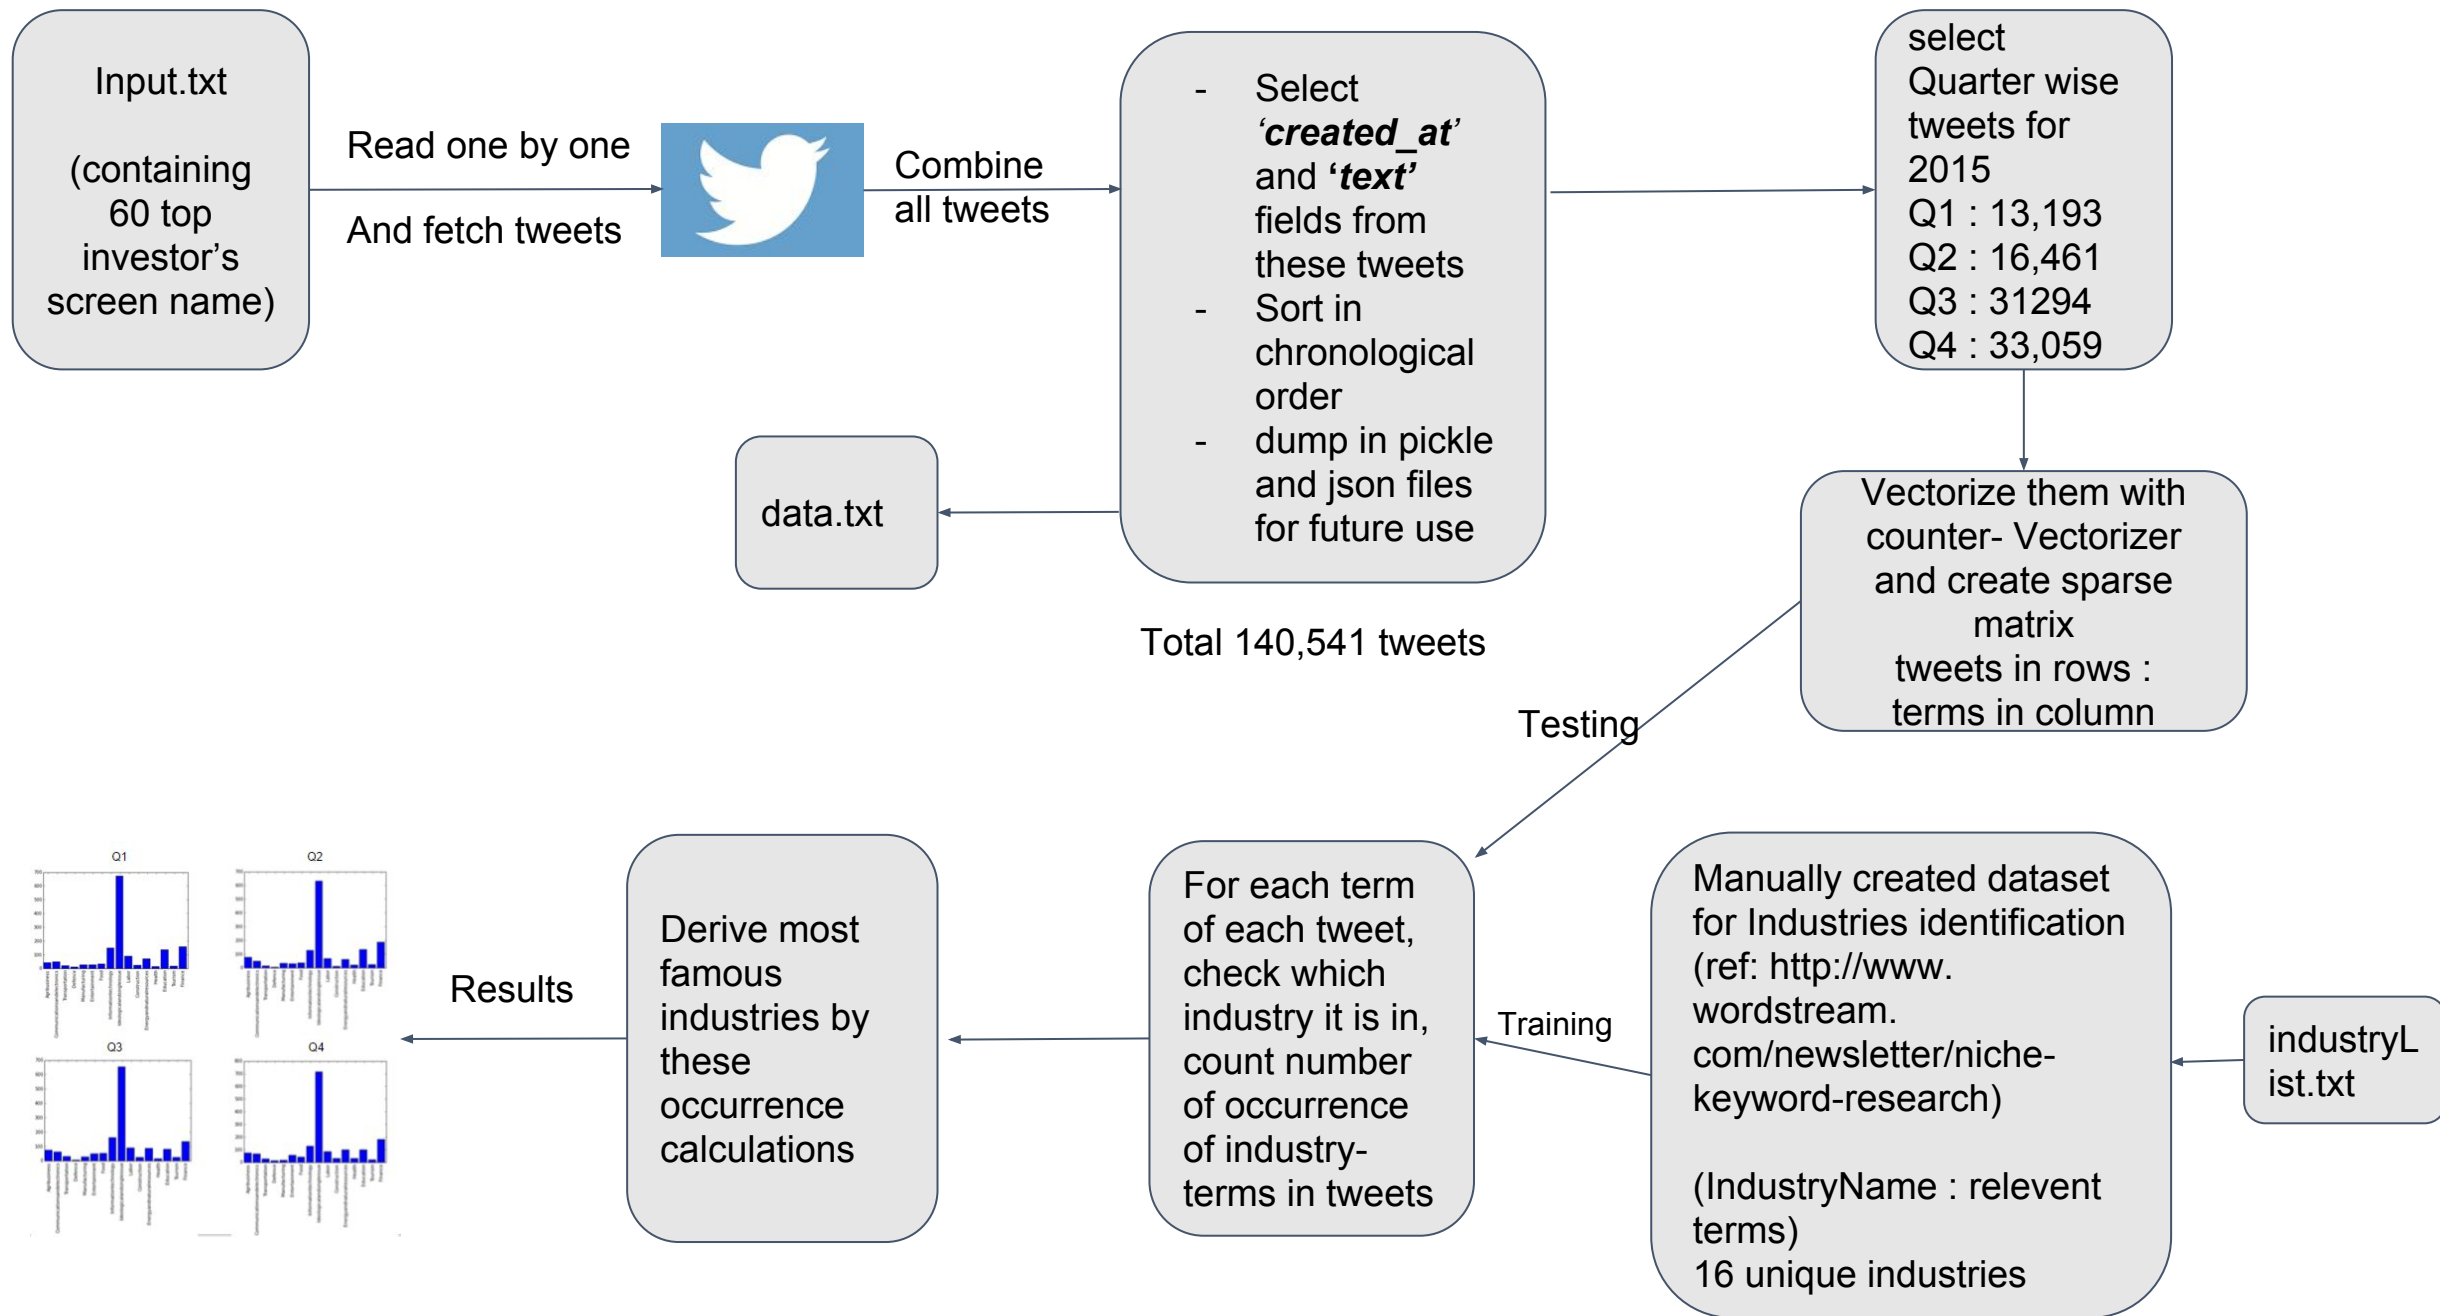 Input.txt
(containing
60 top
investor's
screen name)
Read one by one
And fetch tweets
Combine
all tweets
- Select
‘created_at’
and ‘text’
fields from
these tweets
- Sort in
chronological
order
- dump in pickle
and json files
for future use
select
Quarter wise
tweets for
2015
Q1 : 13,193
Q2 : 16,461
Q3 : 31294
Q4 : 33,059
data.txt
Total 140,541 tweets
Vectorize them with
counter- Vectorizer
and create sparse
matrix
tweets in rows :
terms in column
Testing
Manually created dataset
for Industries identification
(ref: http://www.
wordstream.
com/newsletter/niche-
keyword-research)
(IndustryName : relevent
terms)
16 unique industries
industryL
ist.txt
Training
For each term
of each tweet,
check which
industry it is in,
count number
of occurrence
of industry-
terms in tweets
Derive most
famous
industries by
these
occurrence
calculations
Results
Q1
Q2
Q3
Q4